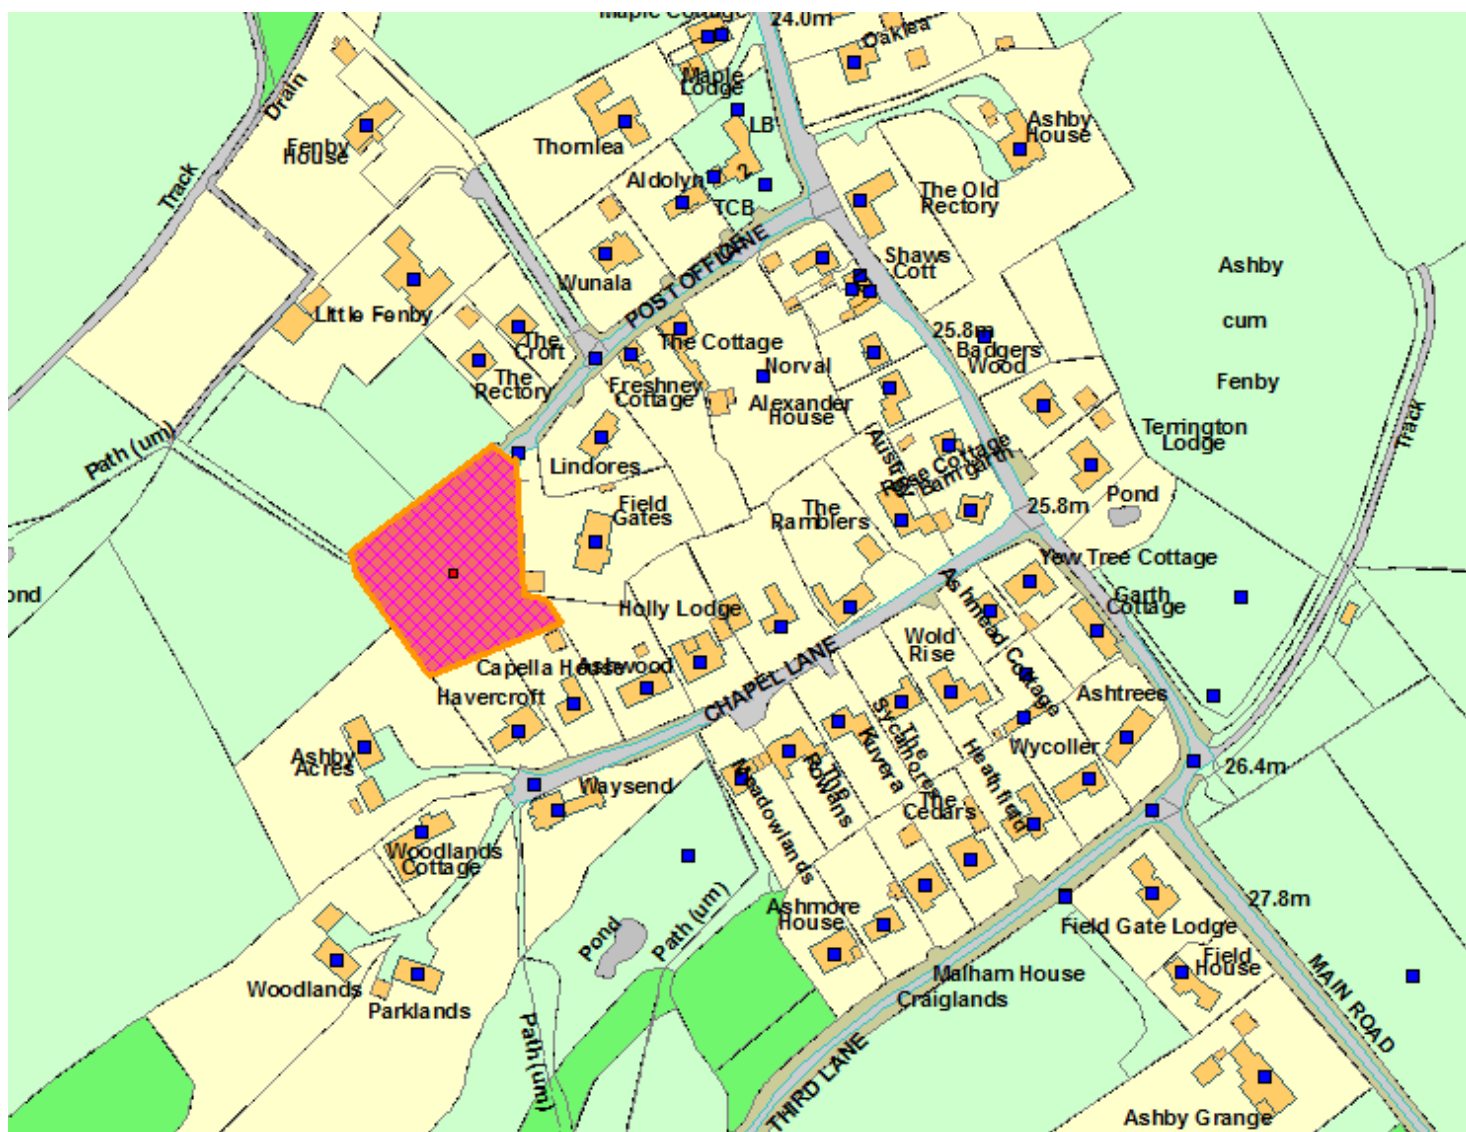 Maple Cottage
24.0m
Oaklea
Maple
Lodge
Drain
LB
Ashby
House
Fenby
House
Thornlea
Track
Aldolyn
2
TCB
The Old
Rectory
POST OFF LANE
Shaws
Cott
Wunala
Ashby
cum
Fenby
Little Fenby
25.8m
Badgers
Wood
The
Croft
The Cottage
The
Rectory
Freshney
Cottage
Norval
Alexander
House
Terrington
Lodge
Track
Path (um)
Lindores
Rose Cottage
Barngarth
Field
Gates
The
Ramblers
Pond
25.8m
Yew Tree Cottage
ond
Garth
Cottage
Holly Lodge
Ashmead Cottage
Wold
Rise
Capella House
Ashwood
Havercroft
CHAPEL LANE
Ashtrees
Ashby
Acres
Wycoller
26.4m
Waysend
Meadowlands
The
Rowans
Kuvera
The
Sycamores
Heathfield
The
Cedars
Woodlands
Cottage
Ashmore
House
27.8m
Field Gate Lodge
Pond
Path (um)
Field
House
Malham House
Craiglands
Woodlands
Parklands
MAIN ROAD
Path (um)
THIRD LANE
Ashby Grange